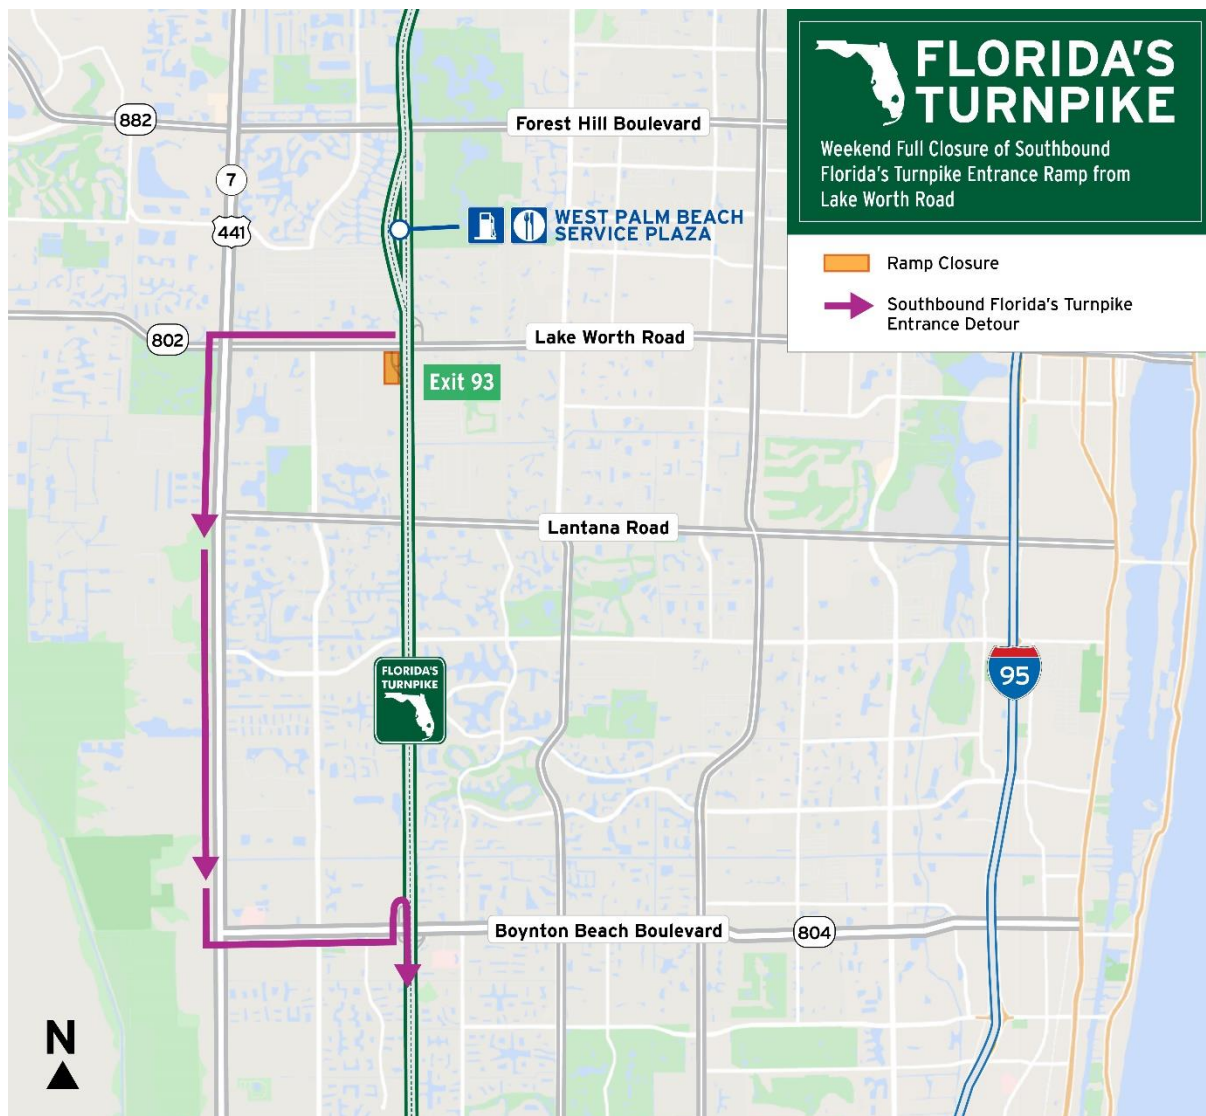 FLORIDA'S
TURNPIKE
Weekend Full Closure of Southbound
Florida's Turnpike Entrance Ramp from
Lake Worth Road
Ramp Closure
Southbound Florida's Turnpike
Entrance Detour
882
Forest Hill Boulevard
7
441
WEST PALM BEACH
SERVICE PLAZA
802
Lake Worth Road
Exit 93
Lantana Road
FLORIDA'S
TURNPIKE
95
Boynton Beach Boulevard
804
N